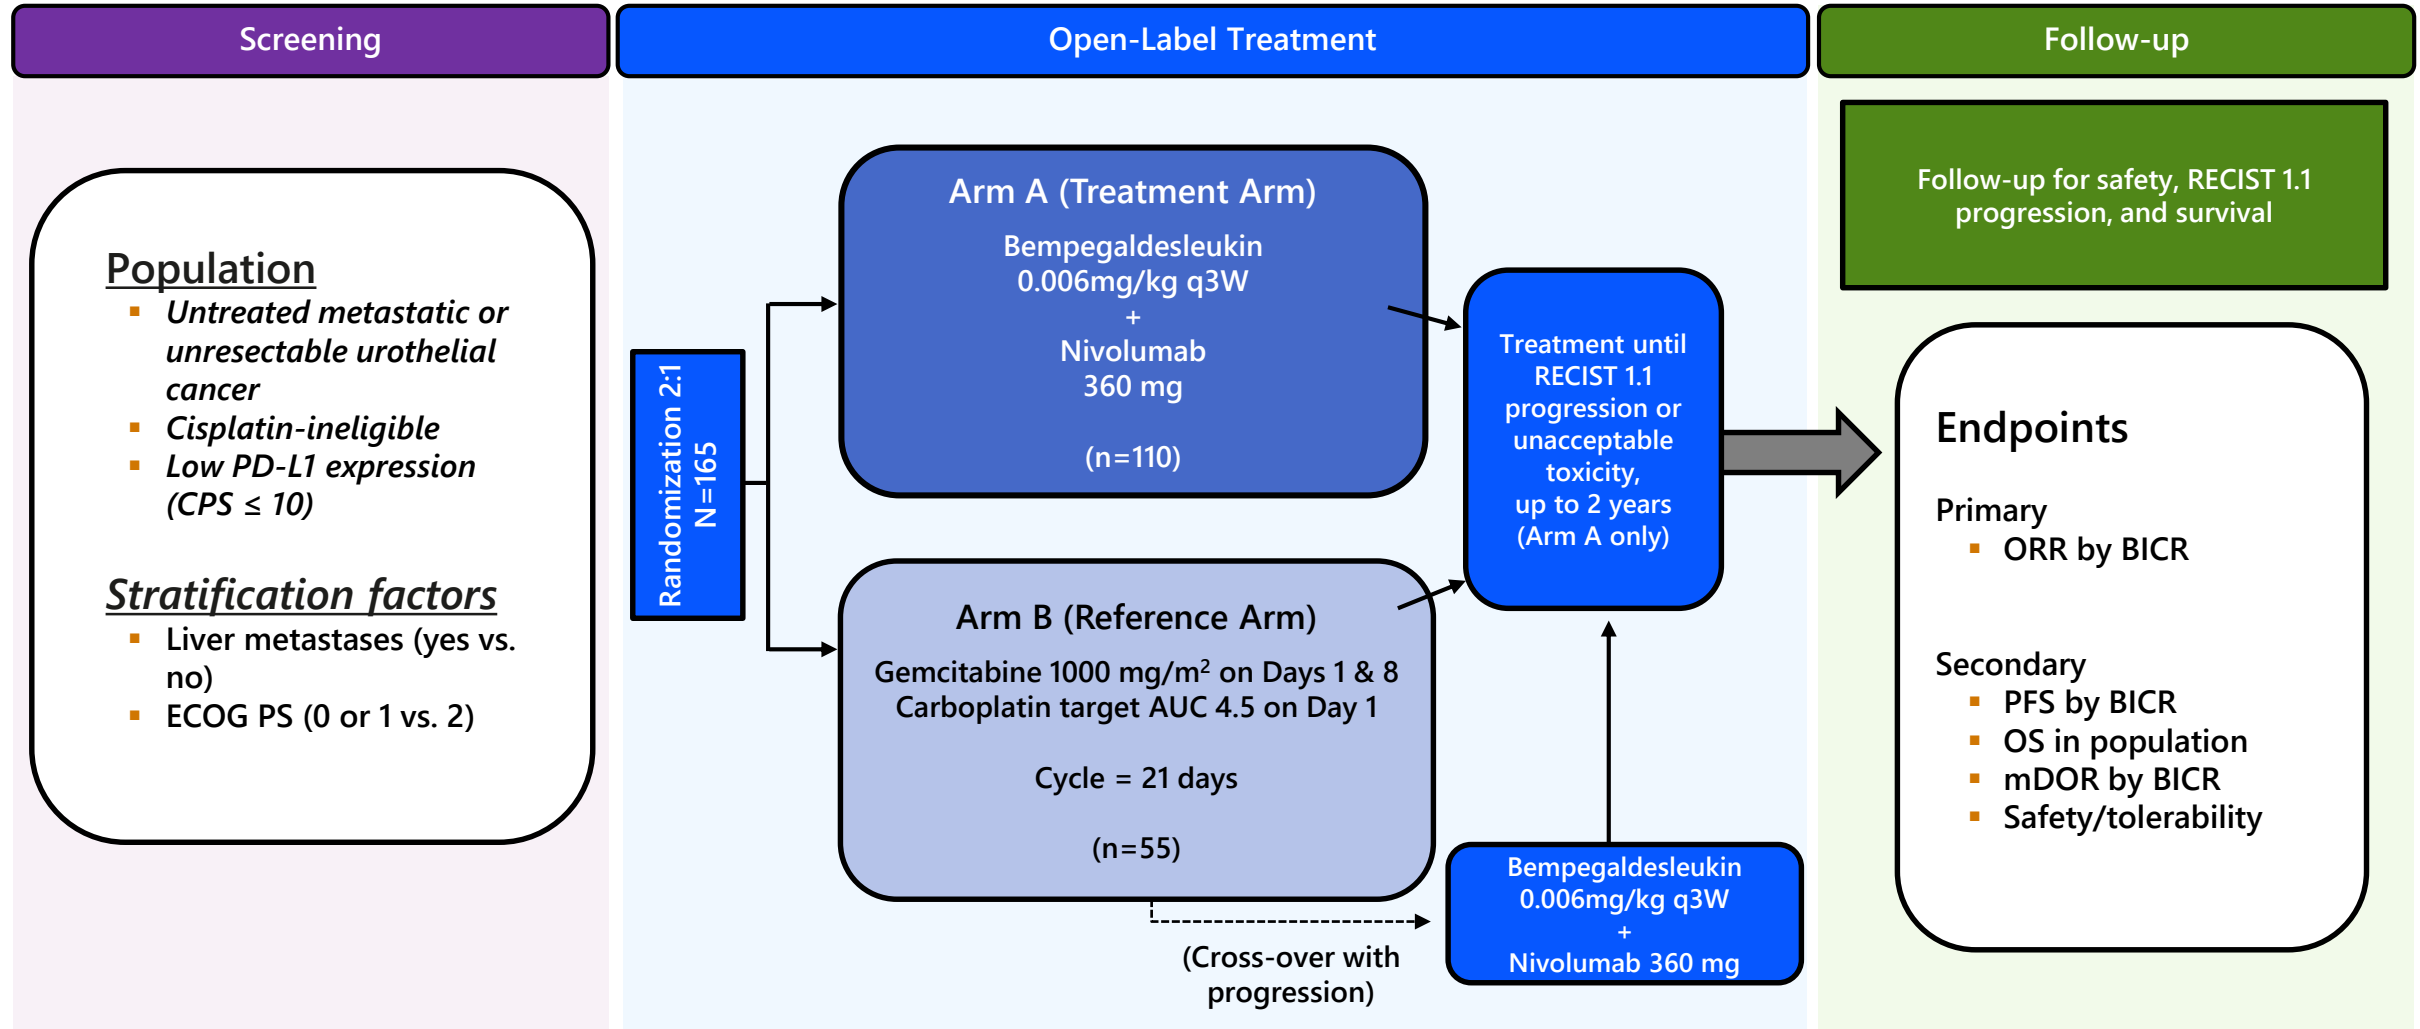 Screening
Population
Untreated metastatic or
unresectable urothelial
cancer
Cisplatin-ineligible
Low PD-L1 expression
(CPS ≤ 10)
Stratification factors
Liver metastases (yes vs.
no)
ECOG PS (0 or 1 vs. 2)
Open-Label Treatment
Randomization 2:1
N=165
Arm A (Treatment Arm)
Bempegaldesleukin
0.006mg/kg q3W
+
Nivolumab
360 mg
(n=110)
Arm B (Reference Arm)
Gemcitabine 1000 mg/m² on Days 1 & 8
Carboplatin target AUC 4.5 on Day 1
Cycle = 21 days
(n=55)
(Cross-over with
progression)
Bempegaldesleukin
0.006mg/kg q3W
+
Nivolumab 360 mg
Treatment until
RECIST 1.1
progression or
unacceptable
toxicity,
up to 2 years
(Arm A only)
Follow-up
Follow-up for safety, RECIST 1.1
progression, and survival
Endpoints
Primary
ORR by BICR
Secondary
PFS by BICR
OS in population
mDOR by BICR
Safety/tolerability